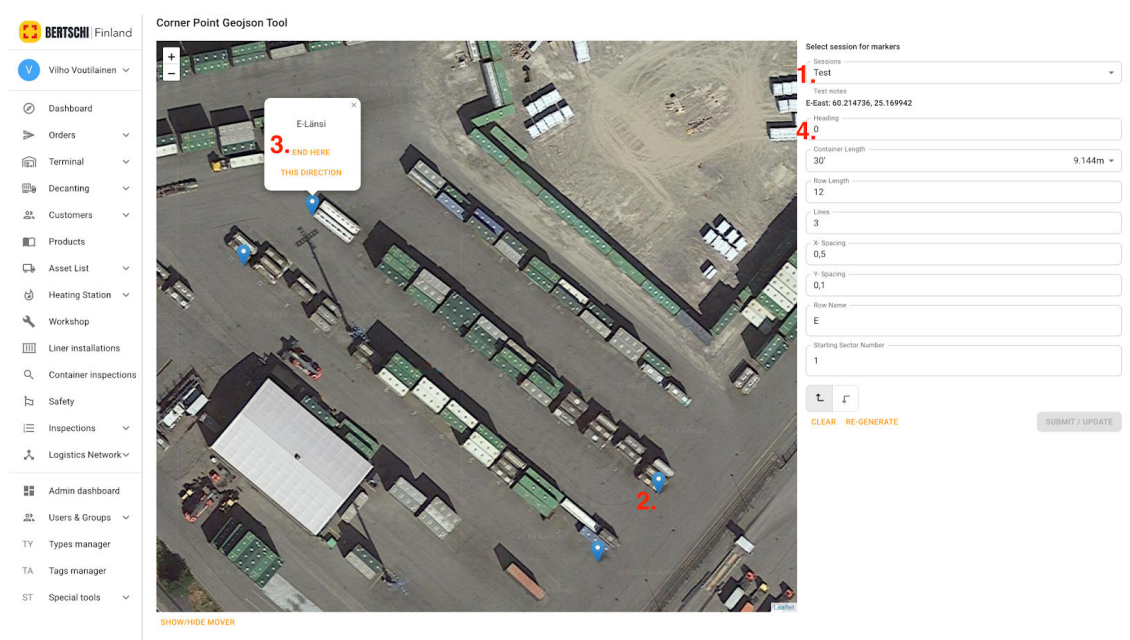 BERTSCHI Finland
V Vilho Voutilainen
Dashboard
Orders
Terminal
Decanting
Customers
Products
Asset List
Heating Station
Workshop
Liner installations
Container inspections
Safety
Inspections
Logistics Network
Admin dashboard
Users & Groups
TY Types manager
TA Tags manager
ST Special tools
Corner Point Geojson Tool
+
−
×
E-Länsi
3. END HERE
THIS DIRECTION
2.
Leaflet
SHOW/HIDE MOVER
Select session for markers
Sessions
1. Test
Test notes
E-East: 60.214736, 25.169942
Heading
4. 0
Container Length
30' 9.144m
Row Length
12
Lines
3
X- Spacing
0,5
Y- Spacing
0,1
Row Name
E
Starting Sector Number
1
CLEAR RE-GENERATE
SUBMIT / UPDATE